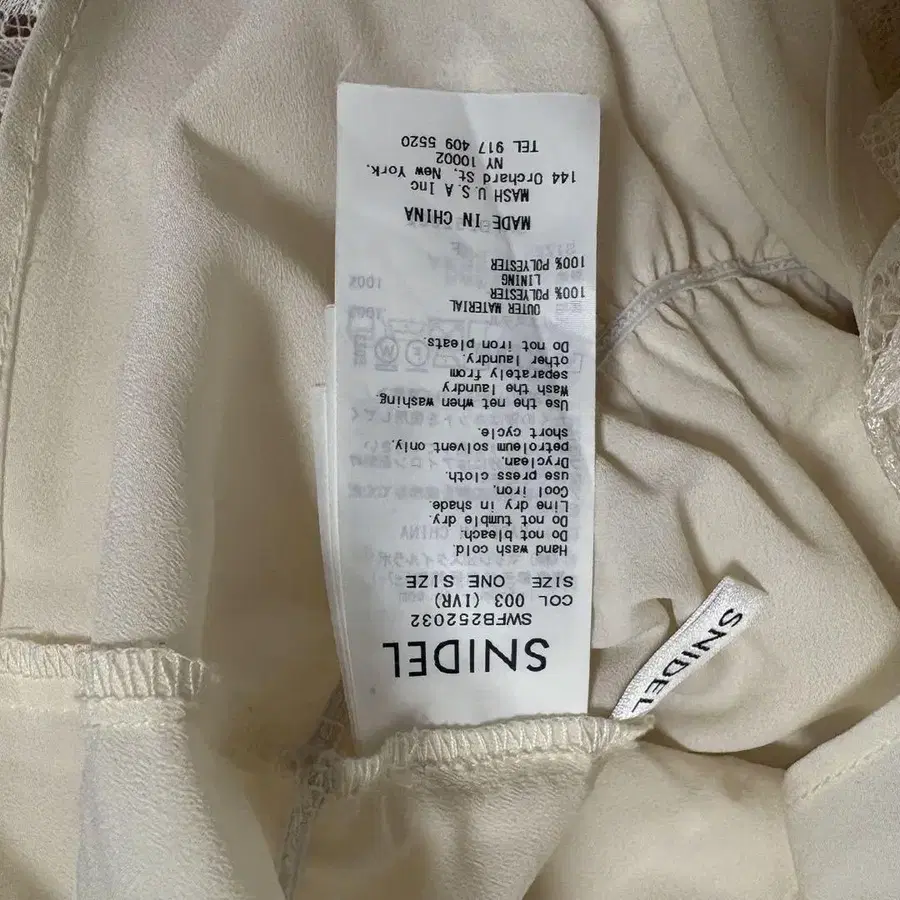 SNIDEL
SWFB252032
COL 003 (IVR)
SIZE ONE SIZE
Hand wash cold.
Do not bleach.
Do not tumble dry.
Line dry in shade.
Cool iron.
use press cloth.
Dryclean.
petroleum solvent only.
short cycle.
Use the net when washing.
Wash the laundry
separately from
other laundry.
Do not iron pleats.
OUTER MATERIAL
100% POLYESTER
LINING
100% POLYESTER
MADE IN CHINA
MASH U.S.A Inc
144 Orchard St. New York.
NY 10002
TEL 917 409 5520
SNIDEL